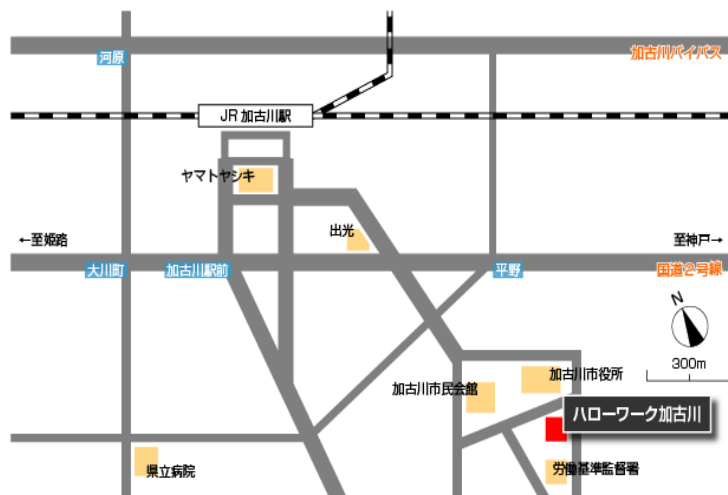 河原
加古川バイパス
JR 加古川駅
ヤマトヤシキ
出光
←至姫路
至神戸→
大川町
加古川駅前
平野
国道2号線
N
300m
加古川市役所
加古川市民会館
ハローワーク加古川
県立病院
労働基準監督署